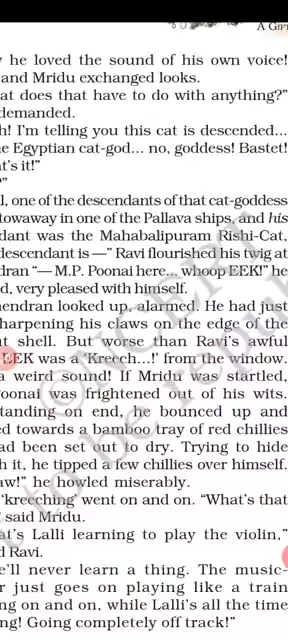 A Gif
he loved the sound of his own voice!
and Mridu exchanged looks.
at does that have to do with anything?"
demanded.
h! I'm telling you this cat is descended...
e Egyptian cat-god... no, goddess! Bastet!
t's it!"
"
l, one of the descendants of that cat-goddess
towaway in one of the Pallava ships, and his
dant was the Mahabalipuram Rishi-Cat,
descendant is —" Ravi flourished his twig at
dran "— M.P. Poonai here... whoop EEK!" he
d, very pleased with himself.
hendran looked up, alarmed. He had just
harpening his claws on the edge of the
t shell. But worse than Ravi's awful
EEK was a 'Kreech...!' from the window.
a weird sound! If Mridu was startled,
oonai was frightened out of his wits.
tanding on end, he bounced up and
ed towards a bamboo tray of red chillies
ad been set out to dry. Trying to hide
h it, he tipped a few chillies over himself.
aw!" he howled miserably.
'kreeching' went on and on. "What's that
" said Mridu.
at's Lalli learning to play the violin,"
d Ravi.
e'll never learn a thing. The music-
r just goes on playing like a train
ng on and on, while Lalli's all the time
ng! Going completely off track!"